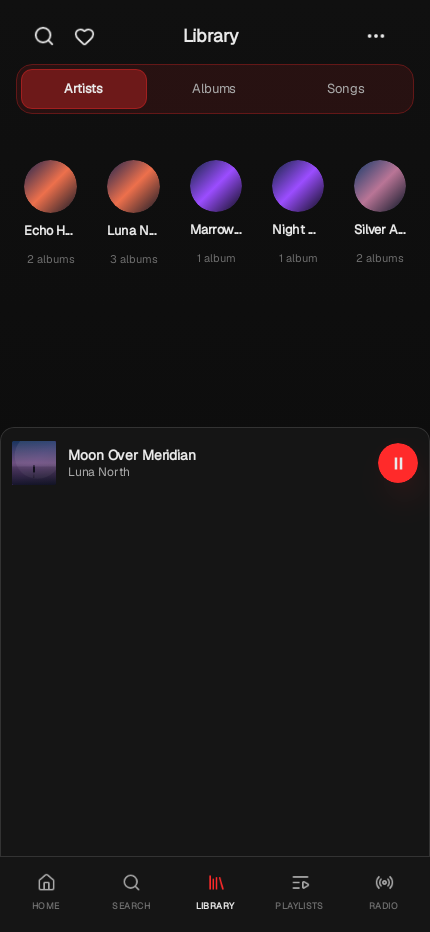 Library
Artists
Albums
Songs
Echo H...
Luna N...
Marrow...
Night ...
Silver A...
2 albums
3 albums
1 album
1 album
2 albums
Moon Over Meridian
Luna North
HOME
SEARCH
LIBRARY
PLAYLISTS
RADIO